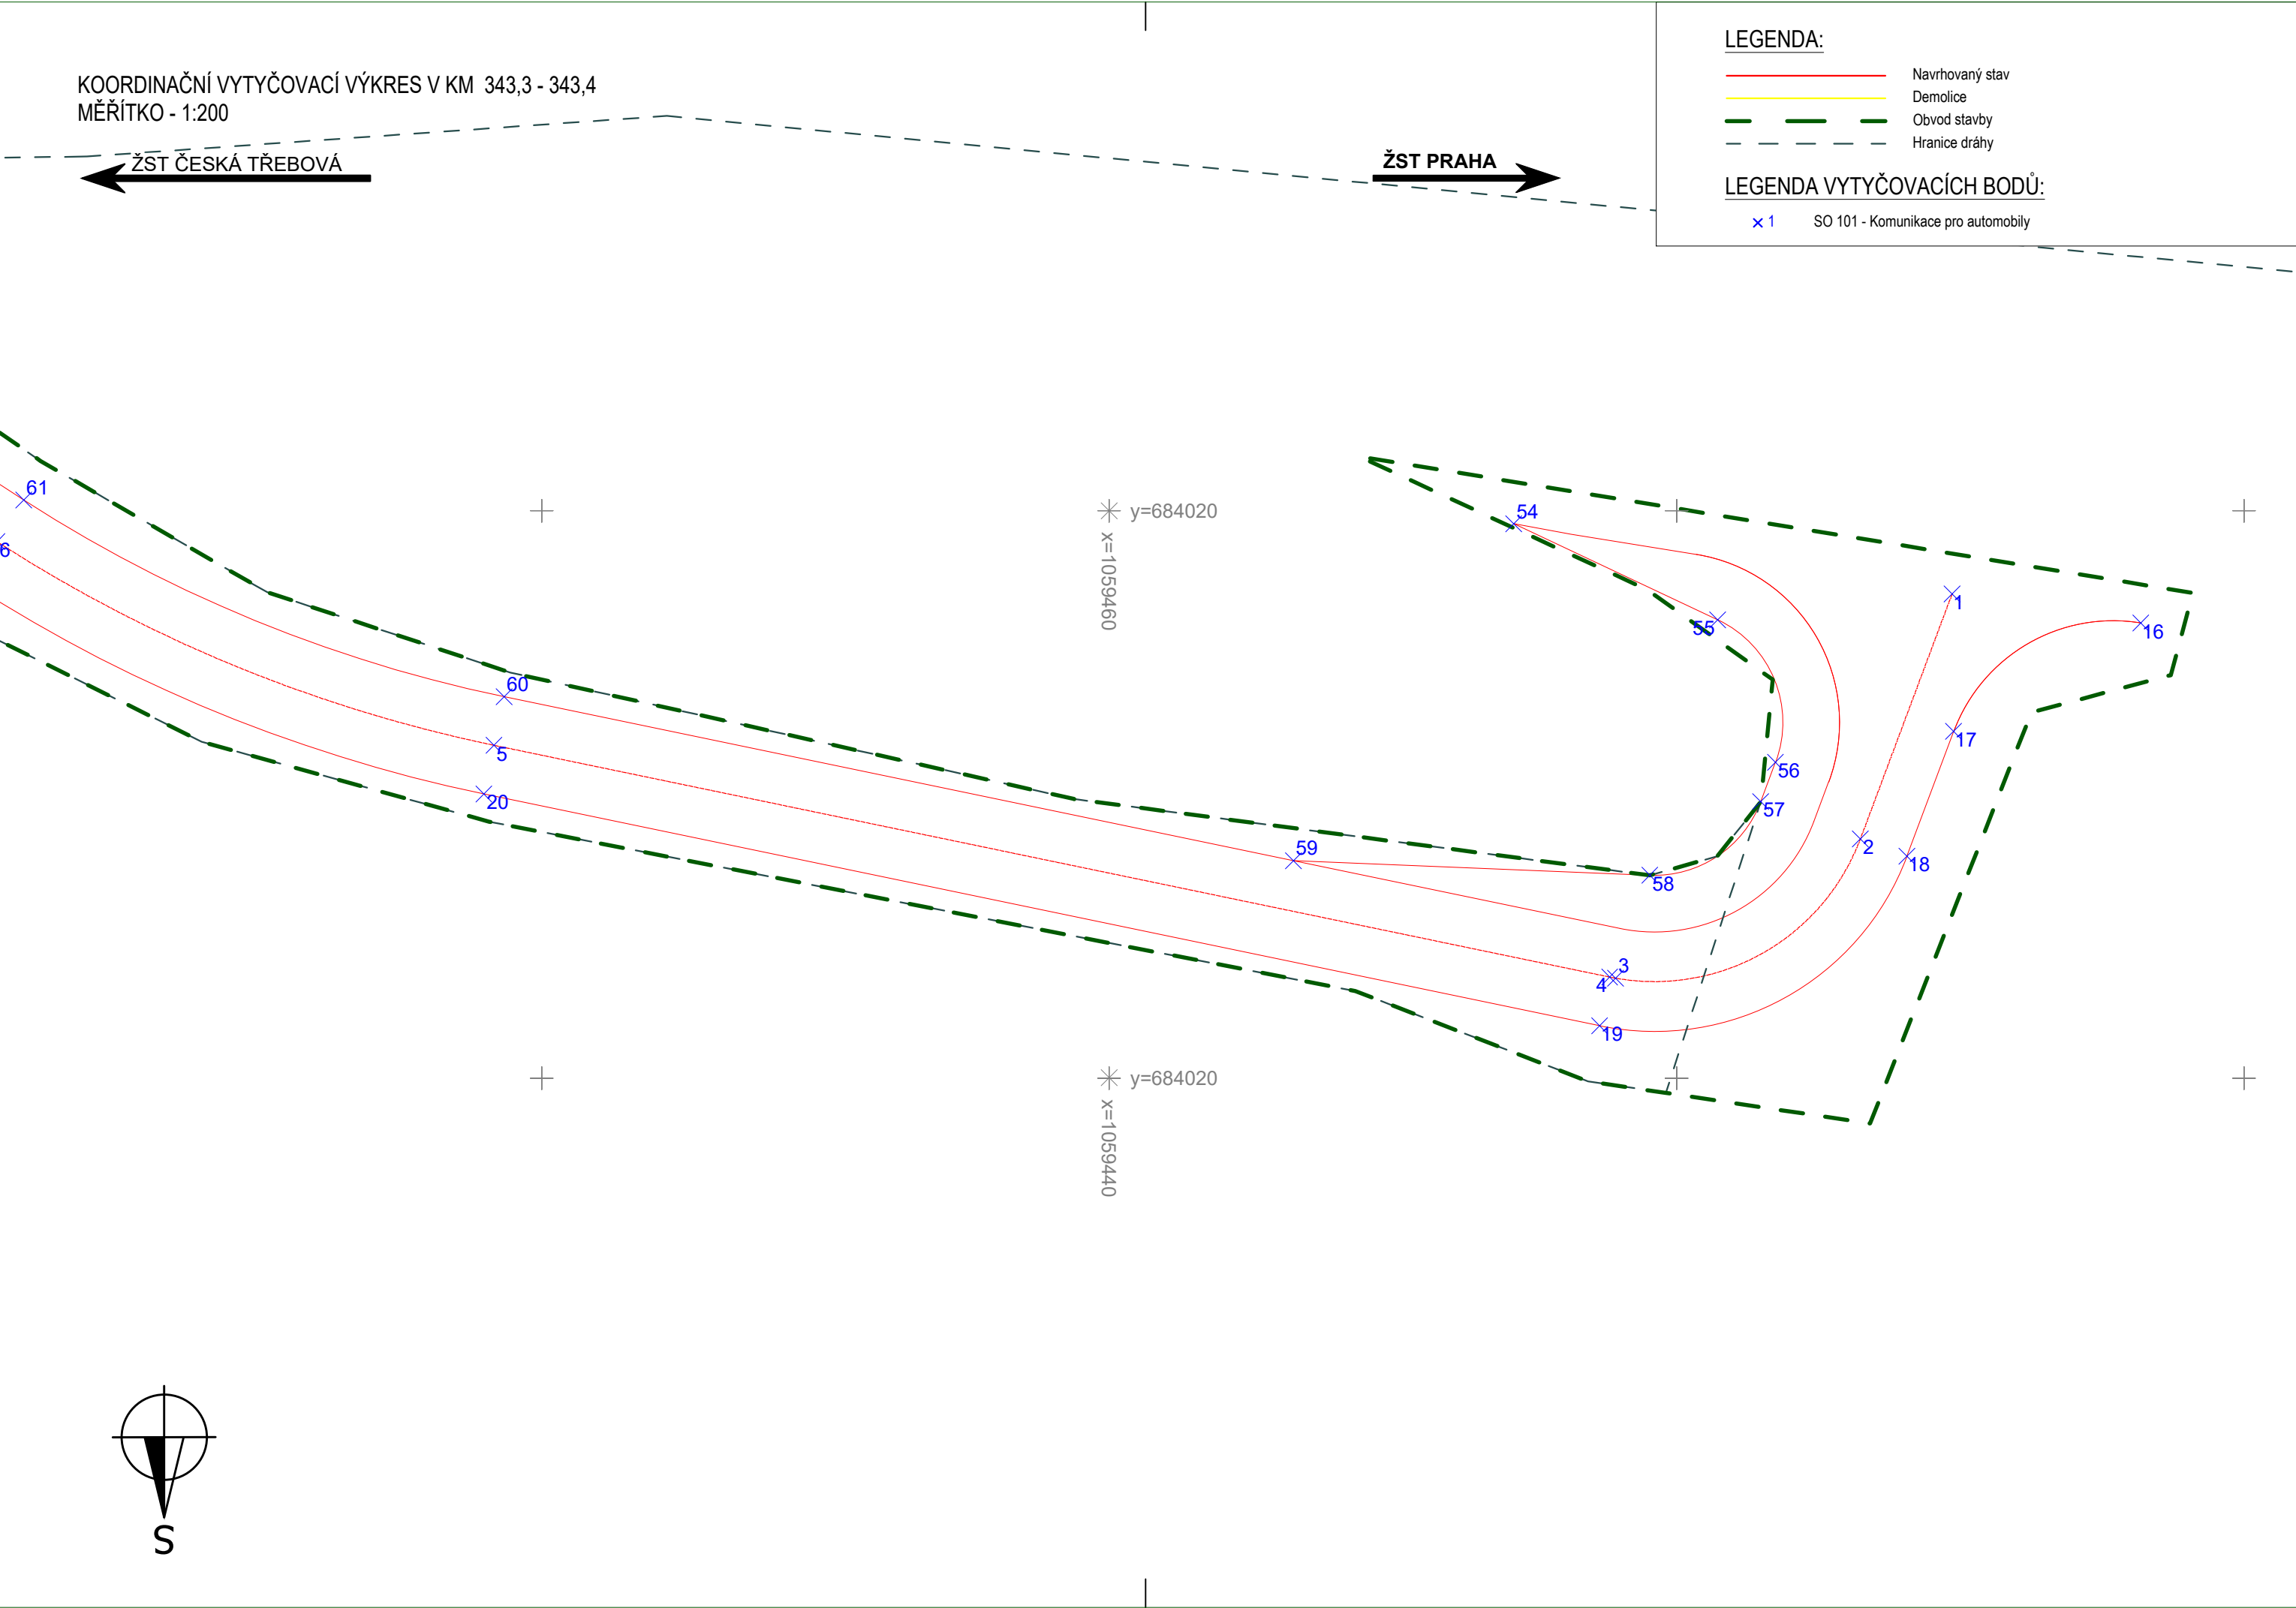 KOORDINAČNÍ VYTYČOVACÍ VÝKRES V KM 343,3 - 343,4
MĚŘÍTKO - 1:200
ŽST ČESKÁ TŘEBOVÁ
ŽST PRAHA
LEGENDA:
Navrhovaný stav
Demolice
Obvod stavby
Hranice dráhy
LEGENDA VYTYČOVACÍCH BODŮ:
1 SO 101 - Komunikace pro automobily
61
6
y=684020
x=1059460
54
55
1
16
60
5
20
17
56
57
2
18
59
58
3
4
19
y=684020
x=1059440
S